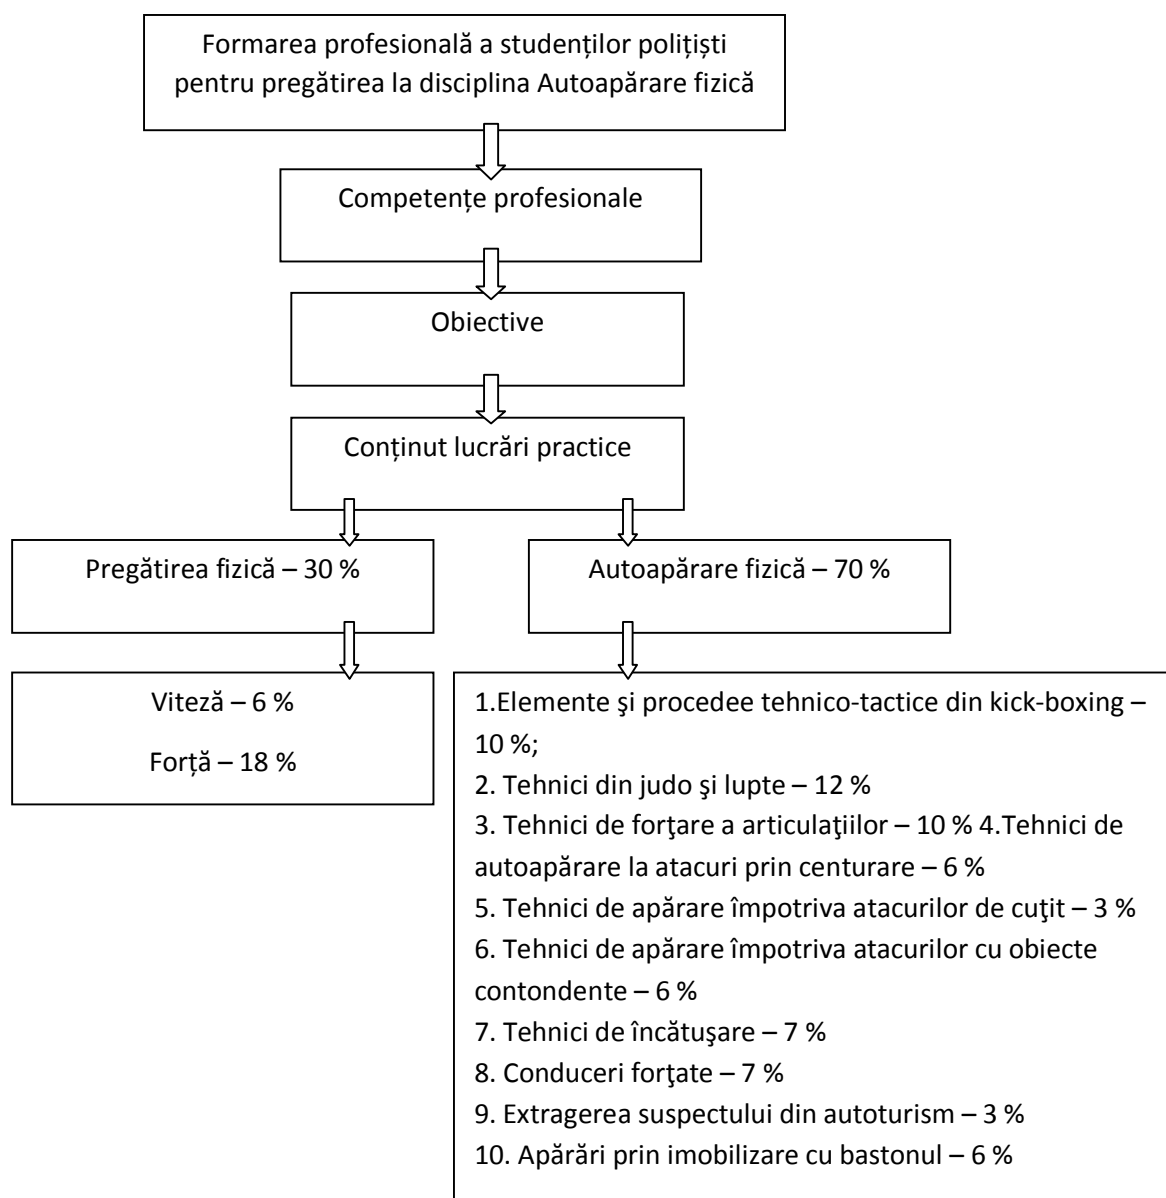 Formarea profesională a studenților polițiști
pentru pregătirea la disciplina Autoapărare fizică
Competențe profesionale
Obiective
Conținut lucrări practice
Pregătirea fizică – 30 %
Autoapărare fizică – 70 %
Viteză – 6 %
Forță – 18 %
1.Elemente şi procedee tehnico-tactice din kick-boxing –
10 %;
2. Tehnici din judo şi lupte – 12 %
3. Tehnici de forţare a articulaţiilor – 10 % 4.Tehnici de
autoapărare la atacuri prin centurare – 6 %
5. Tehnici de apărare împotriva atacurilor de cuţit – 3 %
6. Tehnici de apărare împotriva atacurilor cu obiecte
contondente – 6 %
7. Tehnici de încătuşare – 7 %
8. Conduceri forţate – 7 %
9. Extragerea suspectului din autoturism – 3 %
10. Apărări prin imobilizare cu bastonul – 6 %